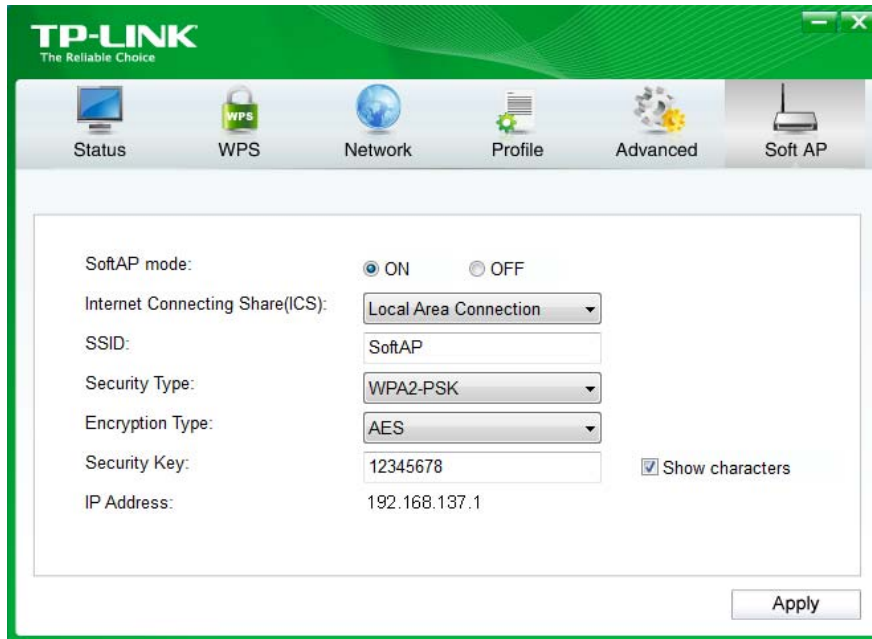 TP-LINK
The Reliable Choice
WPS
Status WPS Network Profile Advanced Soft AP
SoftAP mode: ON OFF
Internet Connecting Share(ICS): Local Area Connection
SSID: SoftAP
Security Type: WPA2-PSK
Encryption Type: AES
Security Key: 12345678 Show characters
IP Address: 192.168.137.1
Apply